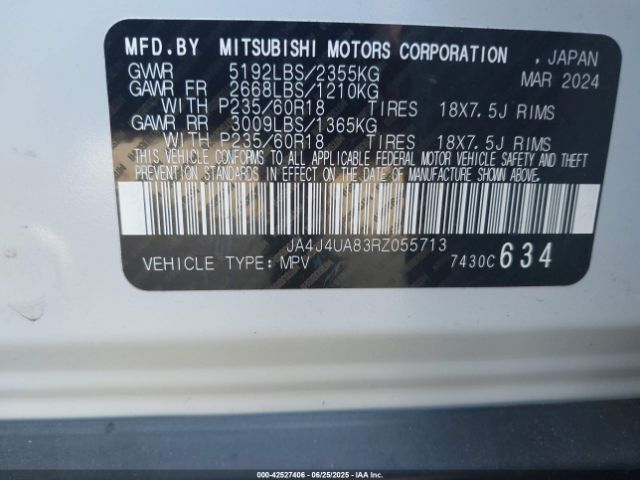 MFD.BY MITSUBISHI MOTORS CORPORATION , JAPAN
GVWR 5192LBS/2355KG MAR 2024
GAWR FR 2668LBS/1210KG
WITH P235/60R18 TIRES 18X7.5J RIMS
GAWR RR 3009LBS/1365KG
WITH P235/60R18 TIRES 18X7.5J RIMS
THIS VEHICLE CONFORMS TO ALL APPLICABLE FEDERAL MOTOR VEHICLE SAFETY AND THEFT
PREVENTION STANDARDS IN EFFECT ON THE DATE OF MANUFACTURE SHOWN ABOVE.
JA4J4UA83RZ055713
VEHICLE TYPE: MPV 7430C 634
000-42527406 - 06/25/2025 - IAA Inc.